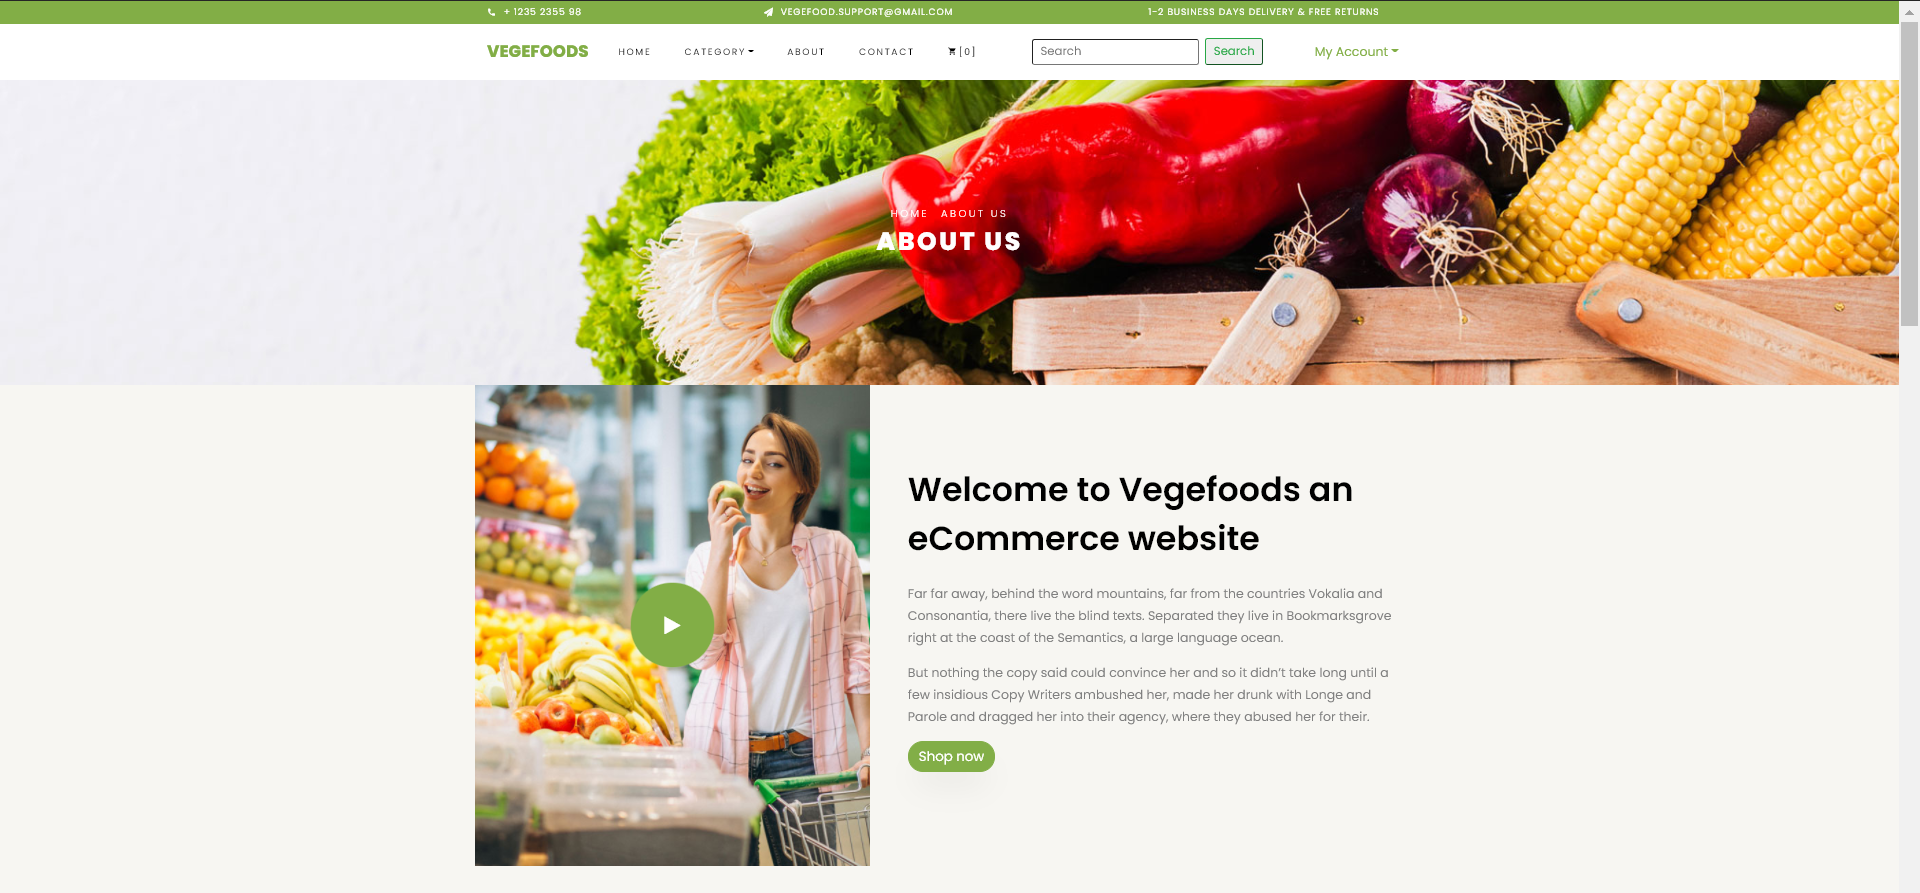 + 1235 2355 98
VEGEFOOD.SUPPORT@GMAIL.COM
1-2 BUSINESS DAYS DELIVERY & FREE RETURNS
VEGEFOODS
HOME
CATEGORY
ABOUT
CONTACT
[0]
Search
Search
My Account
HOME ABOUT US
ABOUT US
Welcome to Vegefoods an
eCommerce website
Far far away, behind the word mountains, far from the countries Vokalia and
Consonantia, there live the blind texts. Separated they live in Bookmarksgrove
right at the coast of the Semantics, a large language ocean.
But nothing the copy said could convince her and so it didn’t take long until a
few insidious Copy Writers ambushed her, made her drunk with Longe and
Parole and dragged her into their agency, where they abused her for their.
Shop now